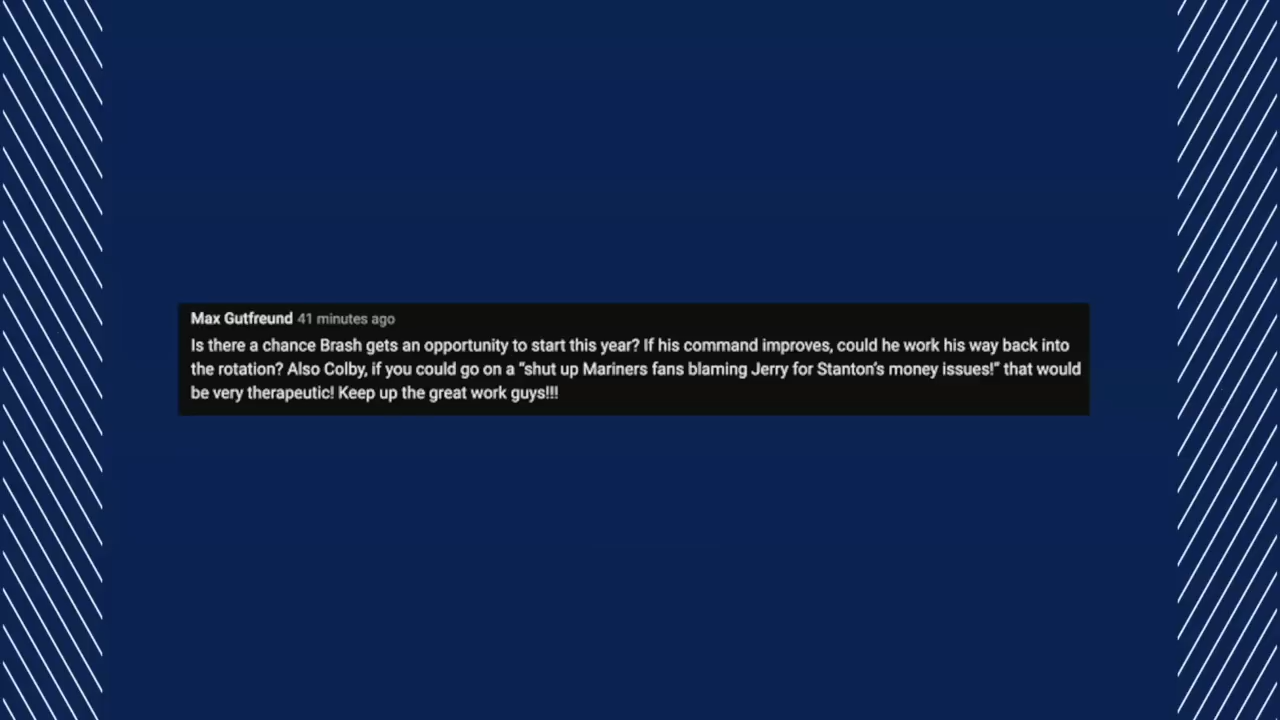 Max Gutfreund 41 minutes ago
Is there a chance Brash gets an opportunity to start this year? If his command improves, could he work his way back into
the rotation? Also Colby, if you could go on a "shut up Mariners fans blaming Jerry for Stanton's money issues!" that would
be very therapeutic! Keep up the great work guys!!!